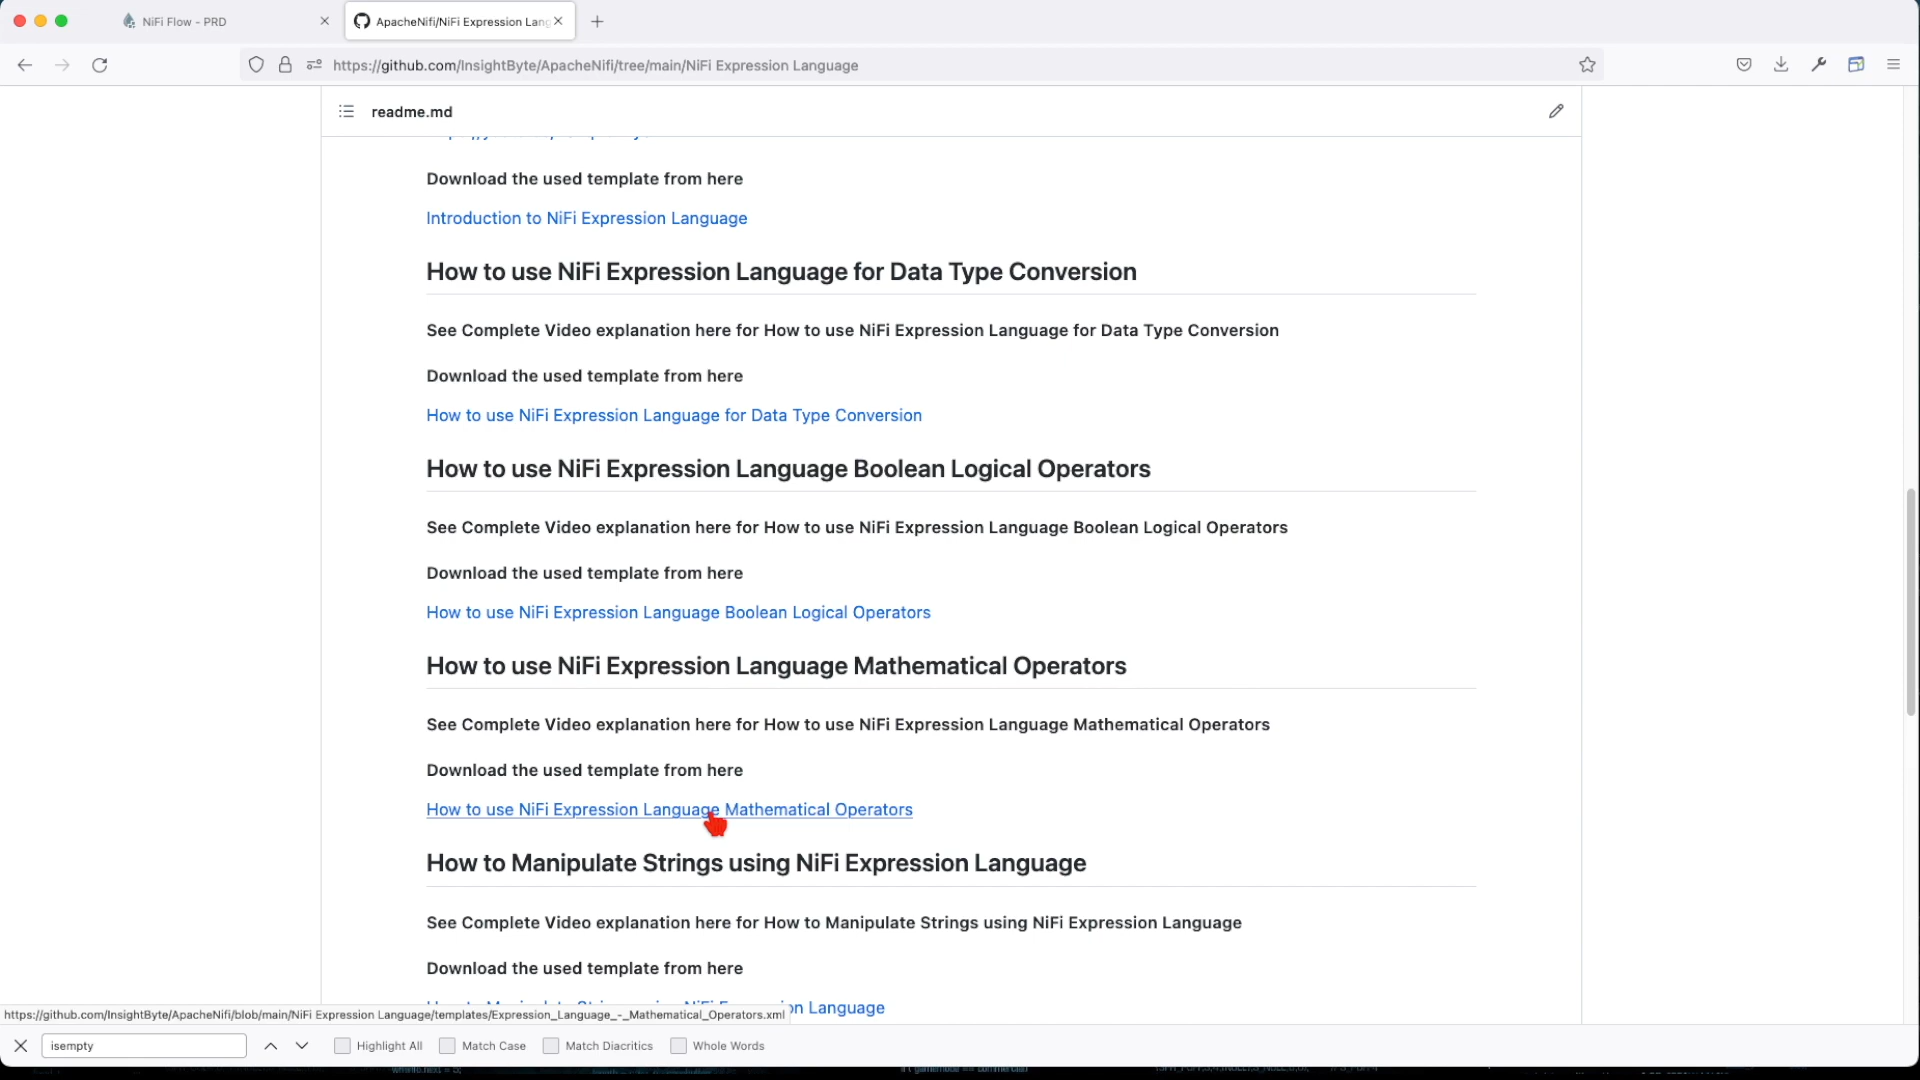 NiFi Flow - PRD
ApacheNifi/NiFi Expression Lang
https://github.com/InsightByte/ApacheNifi/tree/main/NiFi Expression Language
readme.md
Download the used template from here
Introduction to NiFi Expression Language
How to use NiFi Expression Language for Data Type Conversion
See Complete Video explanation here for How to use NiFi Expression Language for Data Type Conversion
Download the used template from here
How to use NiFi Expression Language for Data Type Conversion
How to use NiFi Expression Language Boolean Logical Operators
See Complete Video explanation here for How to use NiFi Expression Language Boolean Logical Operators
Download the used template from here
How to use NiFi Expression Language Boolean Logical Operators
How to use NiFi Expression Language Mathematical Operators
See Complete Video explanation here for How to use NiFi Expression Language Mathematical Operators
Download the used template from here
How to use NiFi Expression Language Mathematical Operators
How to Manipulate Strings using NiFi Expression Language
See Complete Video explanation here for How to Manipulate Strings using NiFi Expression Language
Download the used template from here
Language
https://github.com/InsightByte/ApacheNifi/blob/main/NiFi Expression Language/templates/Expression_Language_-_Mathematical_Operators.xml
isempty
Highlight All
Match Case
Match Diacritics
Whole Words